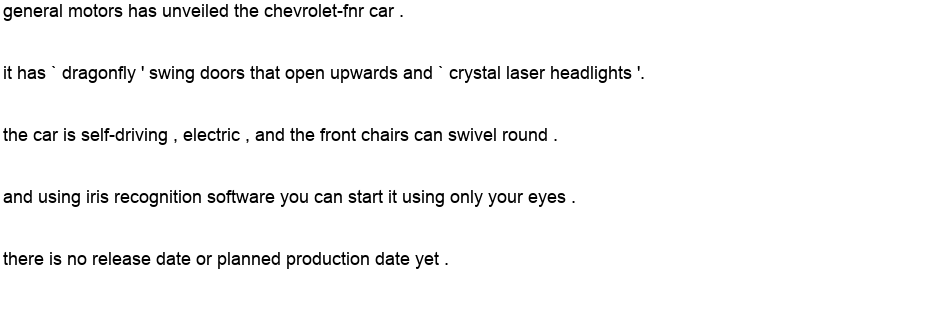 general motors has unveiled the chevrolet-fnr car .
it has ` dragonfly ' swing doors that open upwards and ` crystal laser headlights '.
the car is self-driving , electric , and the front chairs can swivel round .
and using iris recognition software you can start it using only your eyes .
there is no release date or planned production date yet .